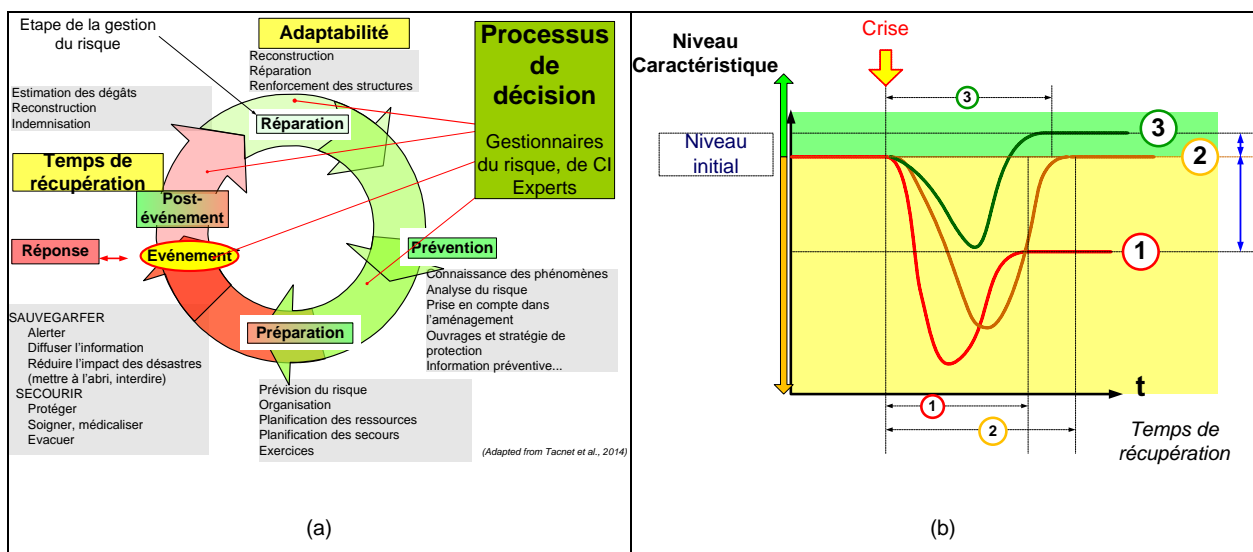 Etape de la gestion
du risque
Adaptabilité
Reconstruction
Réparation
Renforcement des structures
Processus
de
décision
Gestionnaires
du risque, de CI
Experts
Estimation des dégâts
Reconstruction
Indemnisation
Réparation
Temps de
récupération
Post-
événement
Réponse
Evénement
Prévention
Connaissance des phénomènes
Analyse du risque
Prise en compte dans
l'aménagement
Ouvrages et stratégie de
protection
Information préventive...
Préparation
SAUVEGARFER
Alerter
Diffuser l'information
Réduire l'impact des désastres
(mettre à l'abri, interdire)
SECOURIR
Protéger
Soigner, médicaliser
Evacuer
Prévision du risque
Organisation
Planification des ressources
Planification des secours
Exercices
(Adapted from Tacnet et al., 2014)
(a)
Crise
Niveau
Caractéristique
3
3
Niveau
initial
2
1
t
1
2
Temps de
récupération
(b)